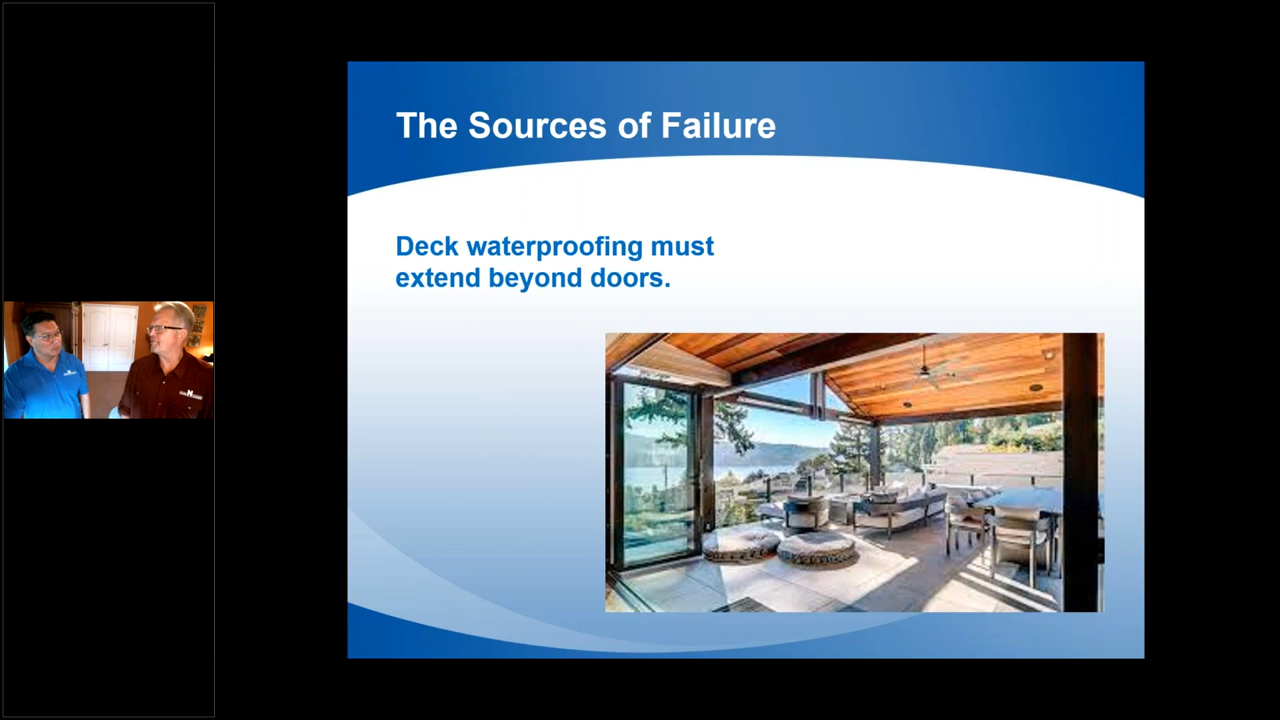 The Sources of Failure
Deck waterproofing must
extend beyond doors.